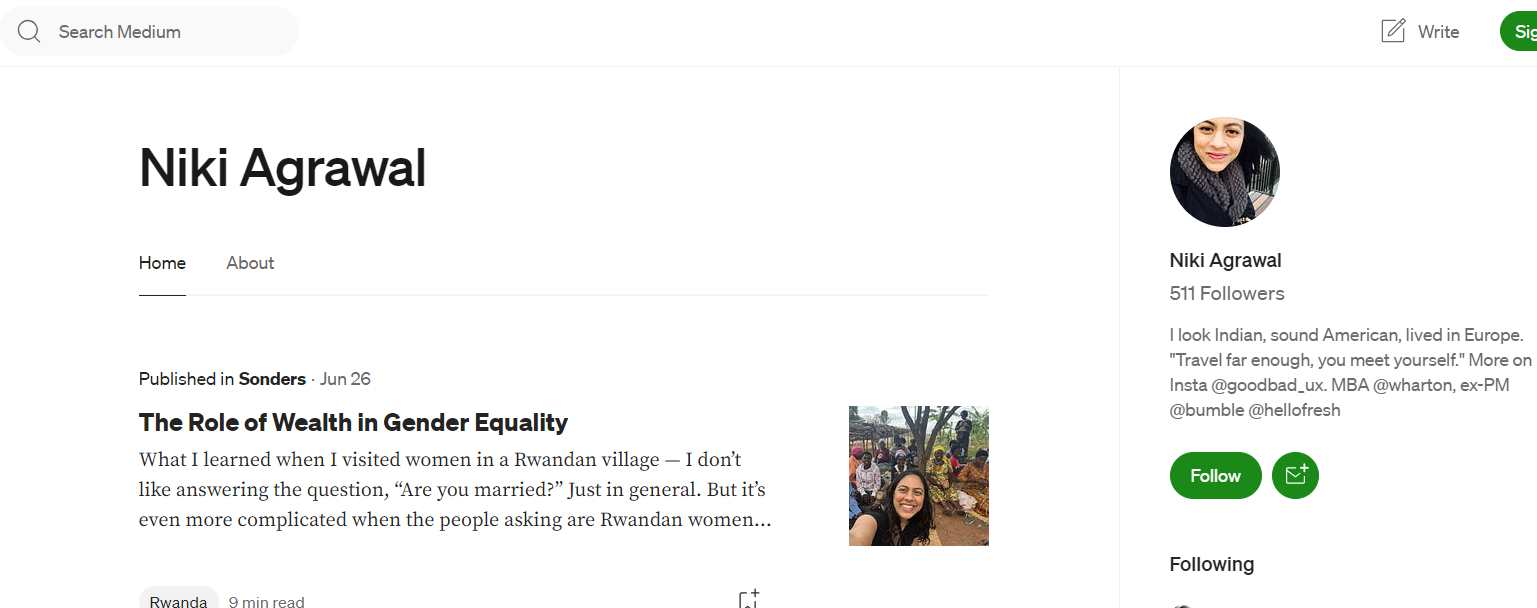 Search Medium
Write
Sig
Niki Agrawal
Home About
Published in Sonders · Jun 26
The Role of Wealth in Gender Equality
What I learned when I visited women in a Rwandan village — I don’t
like answering the question, “Are you married?” Just in general. But it’s
even more complicated when the people asking are Rwandan women...
Rwanda 9 min read
Niki Agrawal
511 Followers
I look Indian, sound American, lived in Europe.
"Travel far enough, you meet yourself." More on
Insta @goodbad_ux. MBA @wharton, ex-PM
@bumble @hellofresh
Follow
Following